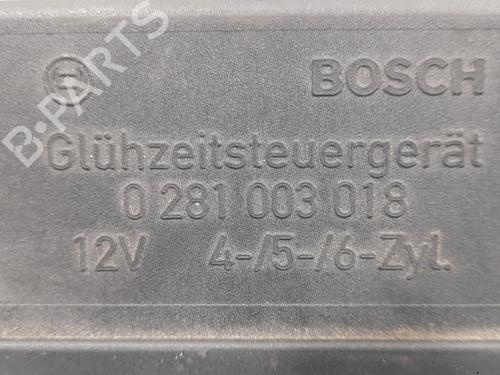 B-PARTS
BOSCH
Glühzeitsteuergerät
0 281 003 018
12V 4-/5-/6-Zyl.